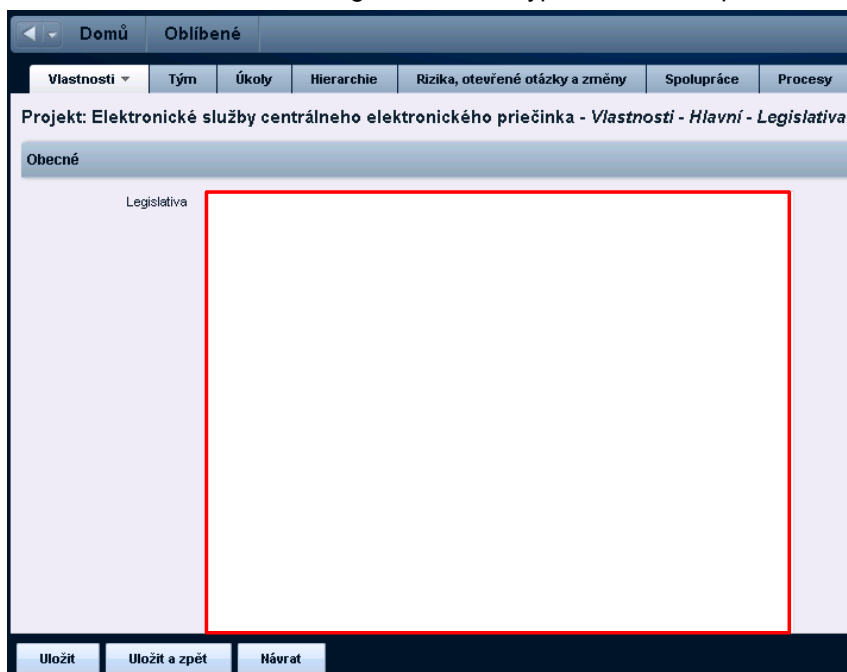 Domů Oblíbené
Vlastnosti Tým Úkoly Hierarchie Rizika, otevřené otázky a změny Spolupráce Procesy
Projekt: Elektronické služby centrálneho elektronického priečinka - Vlastnosti - Hlavní - Legislativa
Obecné
Legislativa
Uložit Uložit a zpět Návrat